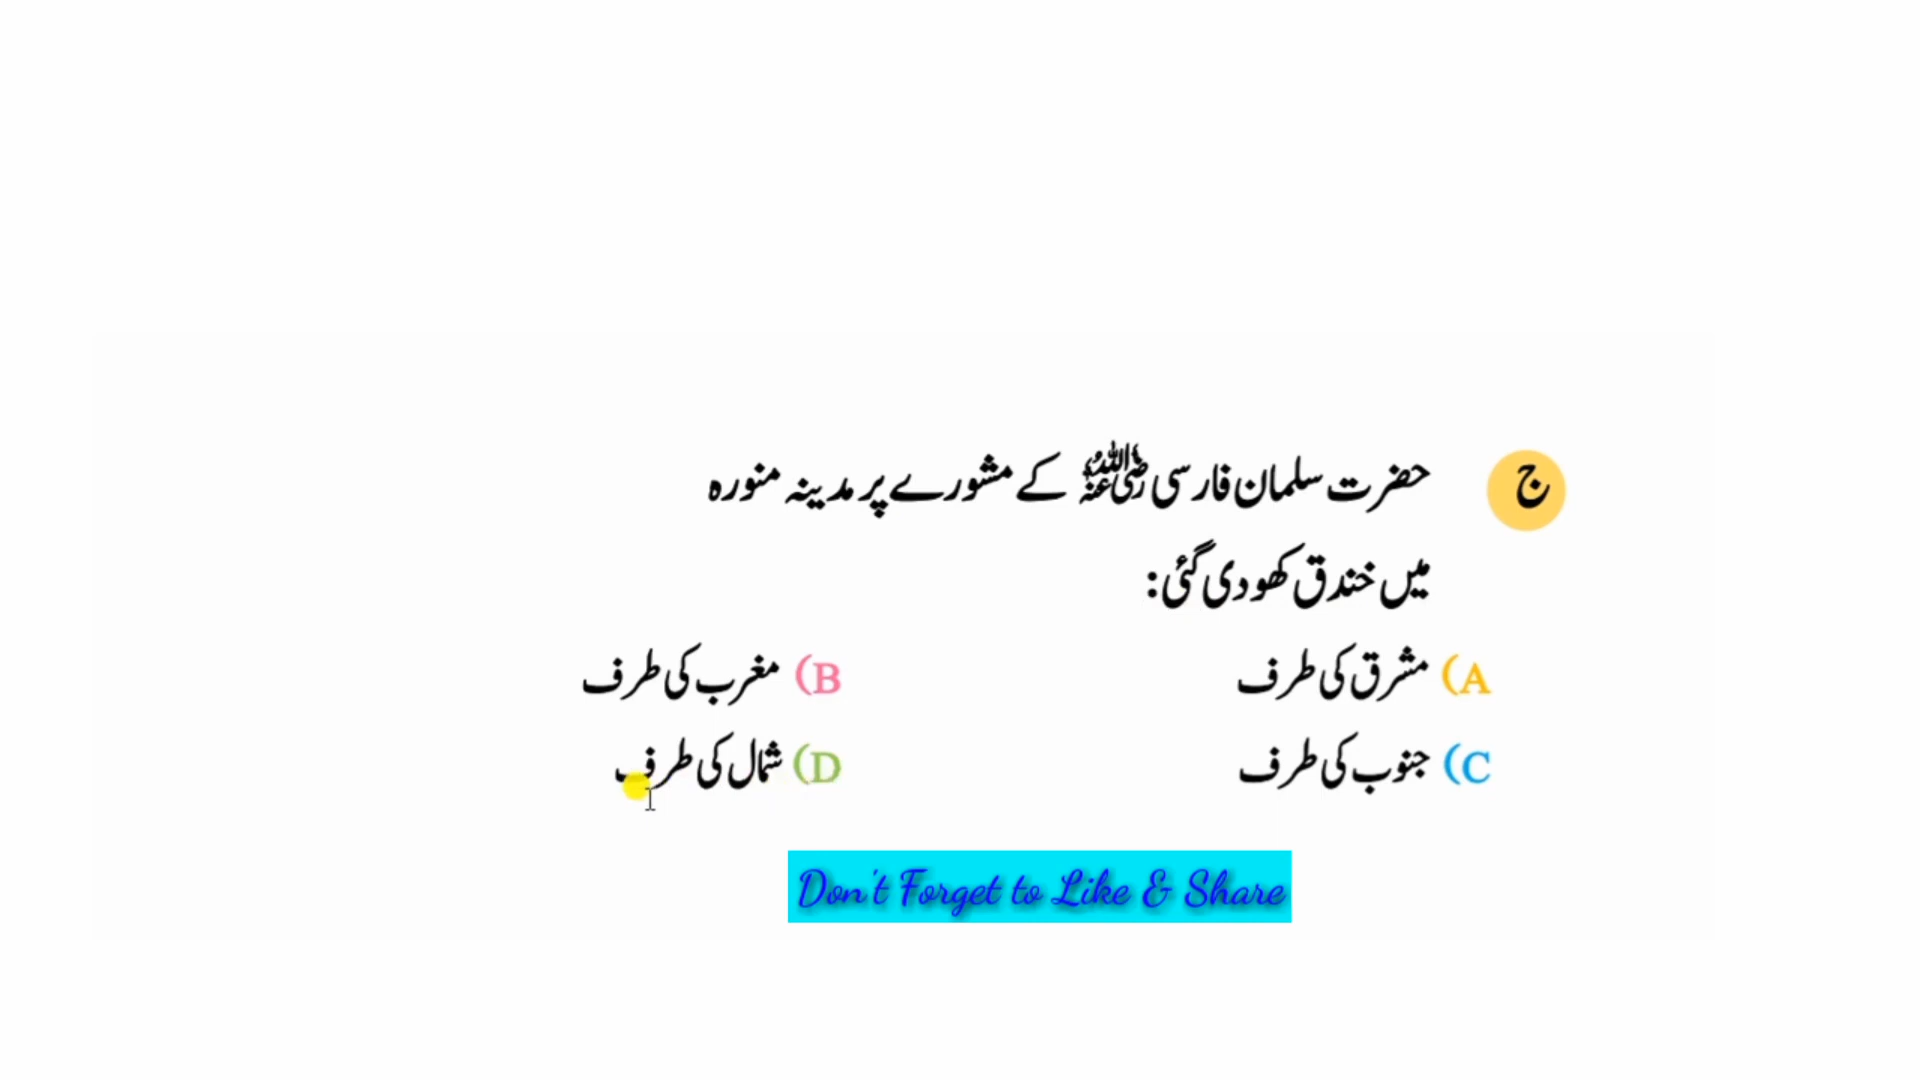 ج حضرت سلمان فارسی رضی اللہ عنہ کے مشورے پر مدینہ منورہ
میں خندق کھودی گئی:
A) مشرق کی طرف B) مغرب کی طرف
C) جنوب کی طرف D) شمال کی طرف
Don't Forget to Like & Share